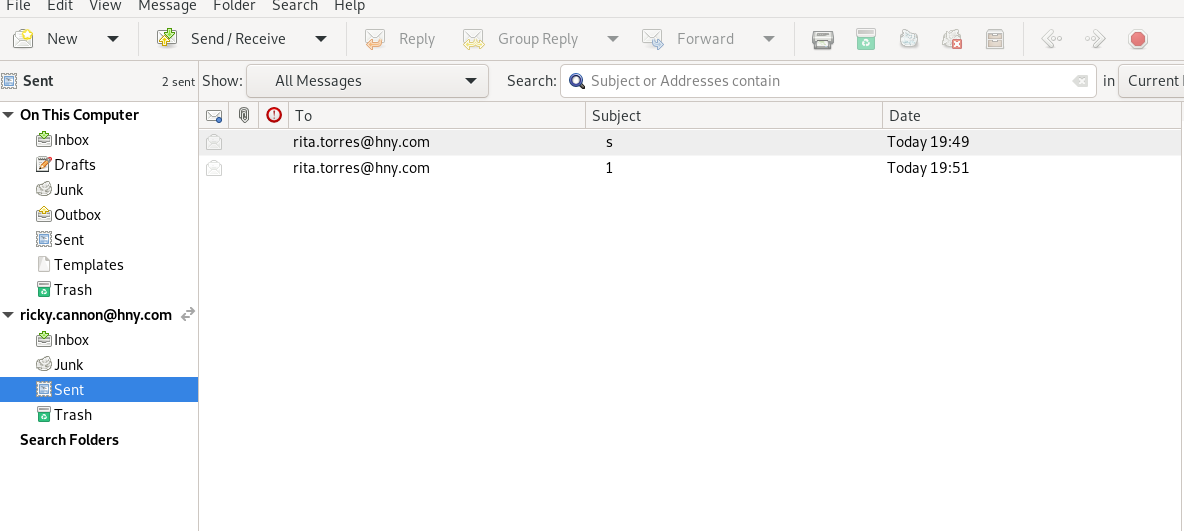 File Edit View Message Folder Search Help
New Send / Receive Reply Group Reply Forward
Sent 2 sent Show: All Messages Search: Subject or Addresses contain in Current
On This Computer
Inbox
Drafts
Junk
Outbox
Sent
Templates
Trash
ricky.cannon@hny.com
Inbox
Junk
Sent
Trash
Search Folders
To Subject Date
rita.torres@hny.com s Today 19:49
rita.torres@hny.com 1 Today 19:51